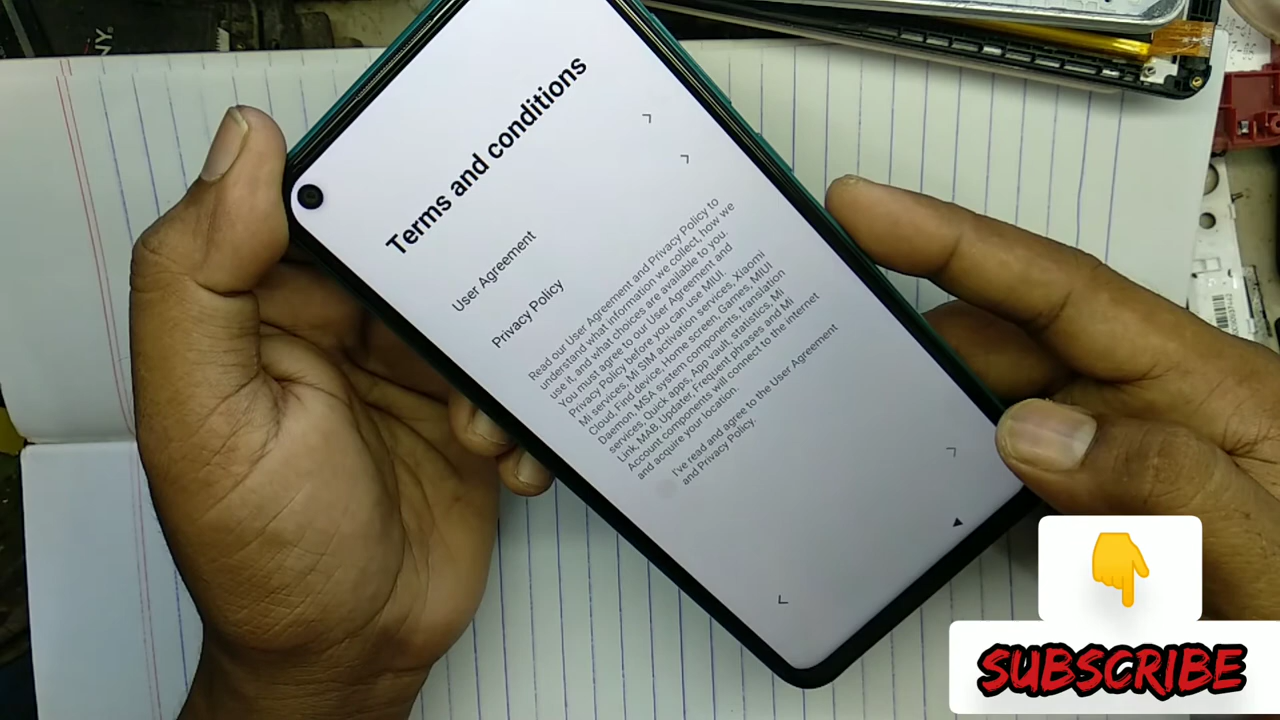 NY.
Terms and conditions
User Agreement
Privacy Policy
Read our User Agreement and Privacy Policy to
understand what information we collect, how we
use it, and what choices are available to you.
You must agree to our User Agreement and
Privacy Policy before you can use MIUI.
Mi services, Mi SIM activation services, Xiaomi
Cloud, Find device, Home screen, Games, MIUI
Daemon, MSA, system components, translation
services, Quick apps, App vault, statistics, Mi
Link, MAB, Updater, Frequent phrases and Mi
Account components will connect to the internet
and acquire your location.
I've read and agree to the User Agreement
and Privacy Policy.
SUBSCRIBE